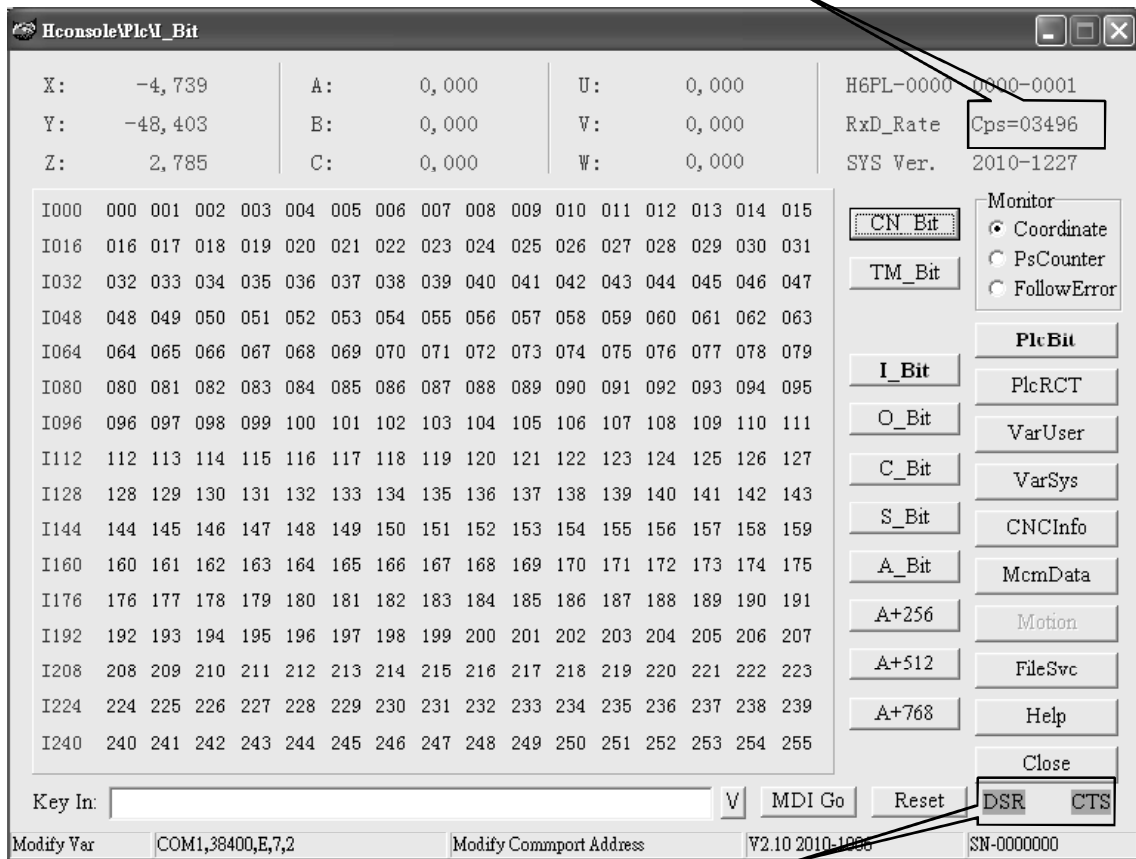 Hconsole\Plc\I_Bit
X: -4,739 A: 0,000 U: 0,000 H6PL-0000 0000-0001
Y: -48,403 B: 0,000 V: 0,000 RxD_Rate Cps=03496
Z: 2,785 C: 0,000 W: 0,000 SYS Ver. 2010-1227
I000 000 001 002 003 004 005 006 007 008 009 010 011 012 013 014 015
I016 016 017 018 019 020 021 022 023 024 025 026 027 028 029 030 031
I032 032 033 034 035 036 037 038 039 040 041 042 043 044 045 046 047
I048 048 049 050 051 052 053 054 055 056 057 058 059 060 061 062 063
I064 064 065 066 067 068 069 070 071 072 073 074 075 076 077 078 079
I080 080 081 082 083 084 085 086 087 088 089 090 091 092 093 094 095
I096 096 097 098 099 100 101 102 103 104 105 106 107 108 109 110 111
I112 112 113 114 115 116 117 118 119 120 121 122 123 124 125 126 127
I128 128 129 130 131 132 133 134 135 136 137 138 139 140 141 142 143
I144 144 145 146 147 148 149 150 151 152 153 154 155 156 157 158 159
I160 160 161 162 163 164 165 166 167 168 169 170 171 172 173 174 175
I176 176 177 178 179 180 181 182 183 184 185 186 187 188 189 190 191
I192 192 193 194 195 196 197 198 199 200 201 202 203 204 205 206 207
I208 208 209 210 211 212 213 214 215 216 217 218 219 220 221 222 223
I224 224 225 226 227 228 229 230 231 232 233 234 235 236 237 238 239
I240 240 241 242 243 244 245 246 247 248 249 250 251 252 253 254 255
CN_Bit
TM_Bit
I_Bit
O_Bit
C_Bit
S_Bit
A_Bit
A+256
A+512
A+768
Monitor
Coordinate
PsCounter
FollowError
PlcBit
PlcRCT
VarUser
VarSys
CNCInfo
McmData
Motion
FileSvc
Help
Close
Key In: V MDI Go Reset DSR CTS
Modify Var COM1,38400,E,7,2 Modify Commport Address V2.10 2010-1006 SN-0000000